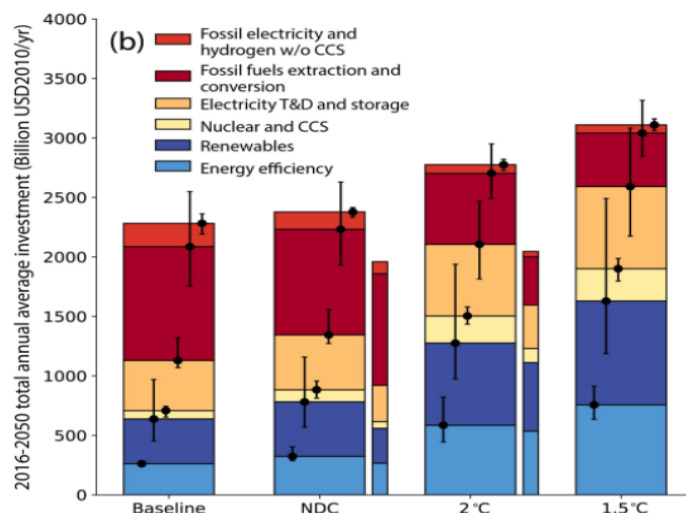 (b)
Fossil electricity and
hydrogen w/o CCS
Fossil fuels extraction and
conversion
Electricity T&D and storage
Nuclear and CCS
Renewables
Energy efficiency
2016-2050 total annual average investment (Billion USD2010/yr)
4000
3500
3000
2500
2000
1500
1000
500
0
Baseline NDC 2°C 1.5°C